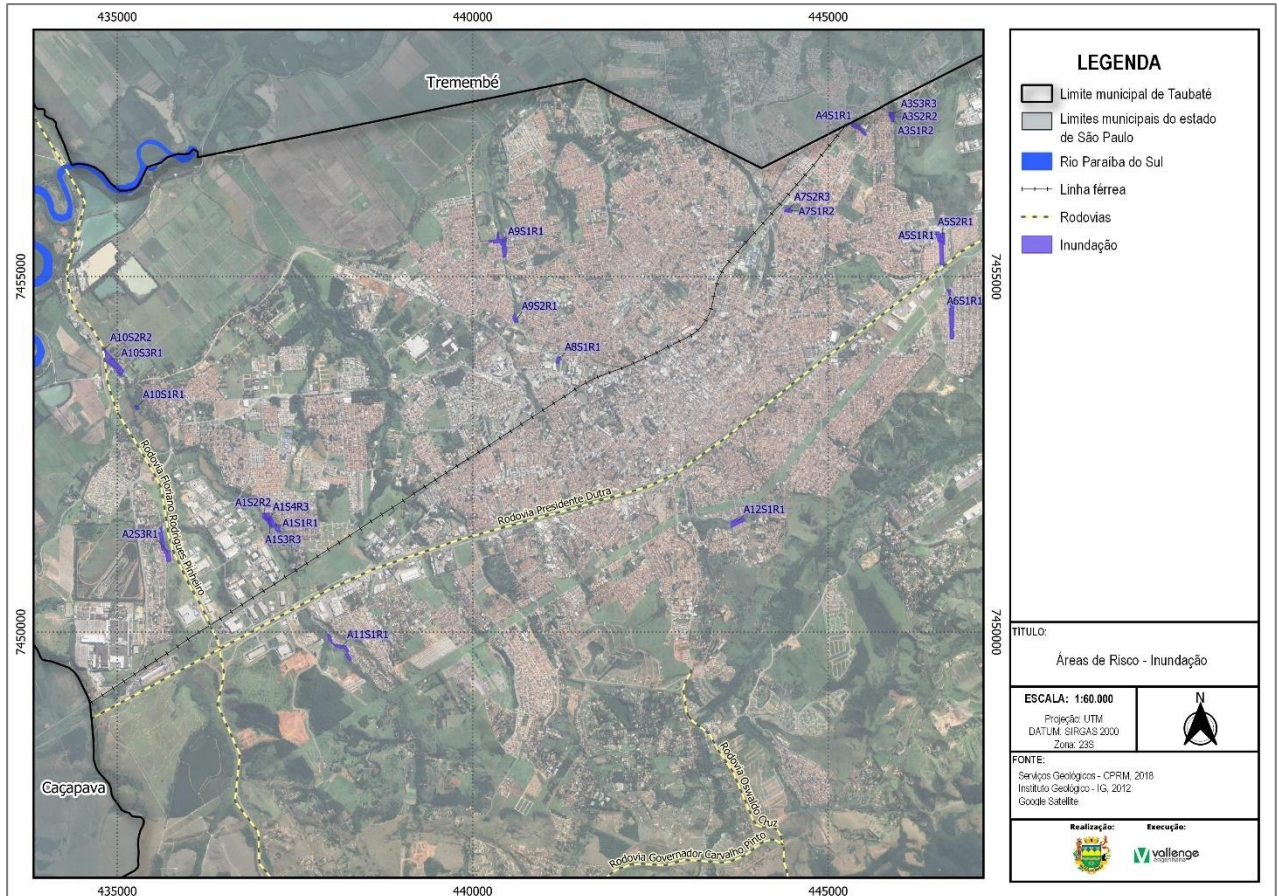 435000
440000
445000
Tremembé
A4S1R1
A3S3R3
A3S2R2
A3S1R2
A7S2R3
A7S1R2
A5S2R1
A5S1R1
A9S1R1
7455000
7455000
A6S1R1
A9S2R1
A10S2R2
A10S3R1
A8S1R1
A10S1R1
Rodovia Floriano Rodrigues Pinheiro
Rodovia Presidente Dutra
A1S2R2
A1S4R3
A1S1R1
A1S3R3
A2S3R1
A12S1R1
7450000
7450000
A11S1R1
Caçapava
Rodovia Oswaldo Cruz
Rodovia Governador Carvalho Pinto
435000
440000
445000
LEGENDA
Limite municipal de Taubaté
Limites municipais do estado
de São Paulo
Rio Paraíba do Sul
Linha férrea
Rodovias
Inundação
TÍTULO:
Áreas de Risco - Inundação
ESCALA: 1:60.000
Projeção: UTM
DATUM: SIRGAS 2000
Zona: 23S
N
FONTE:
Serviços Geológicos - CPRM, 2018
Instituto Geológico - IG, 2012
Google Satellite
Realização:
Execução:
vallenge
engenharia